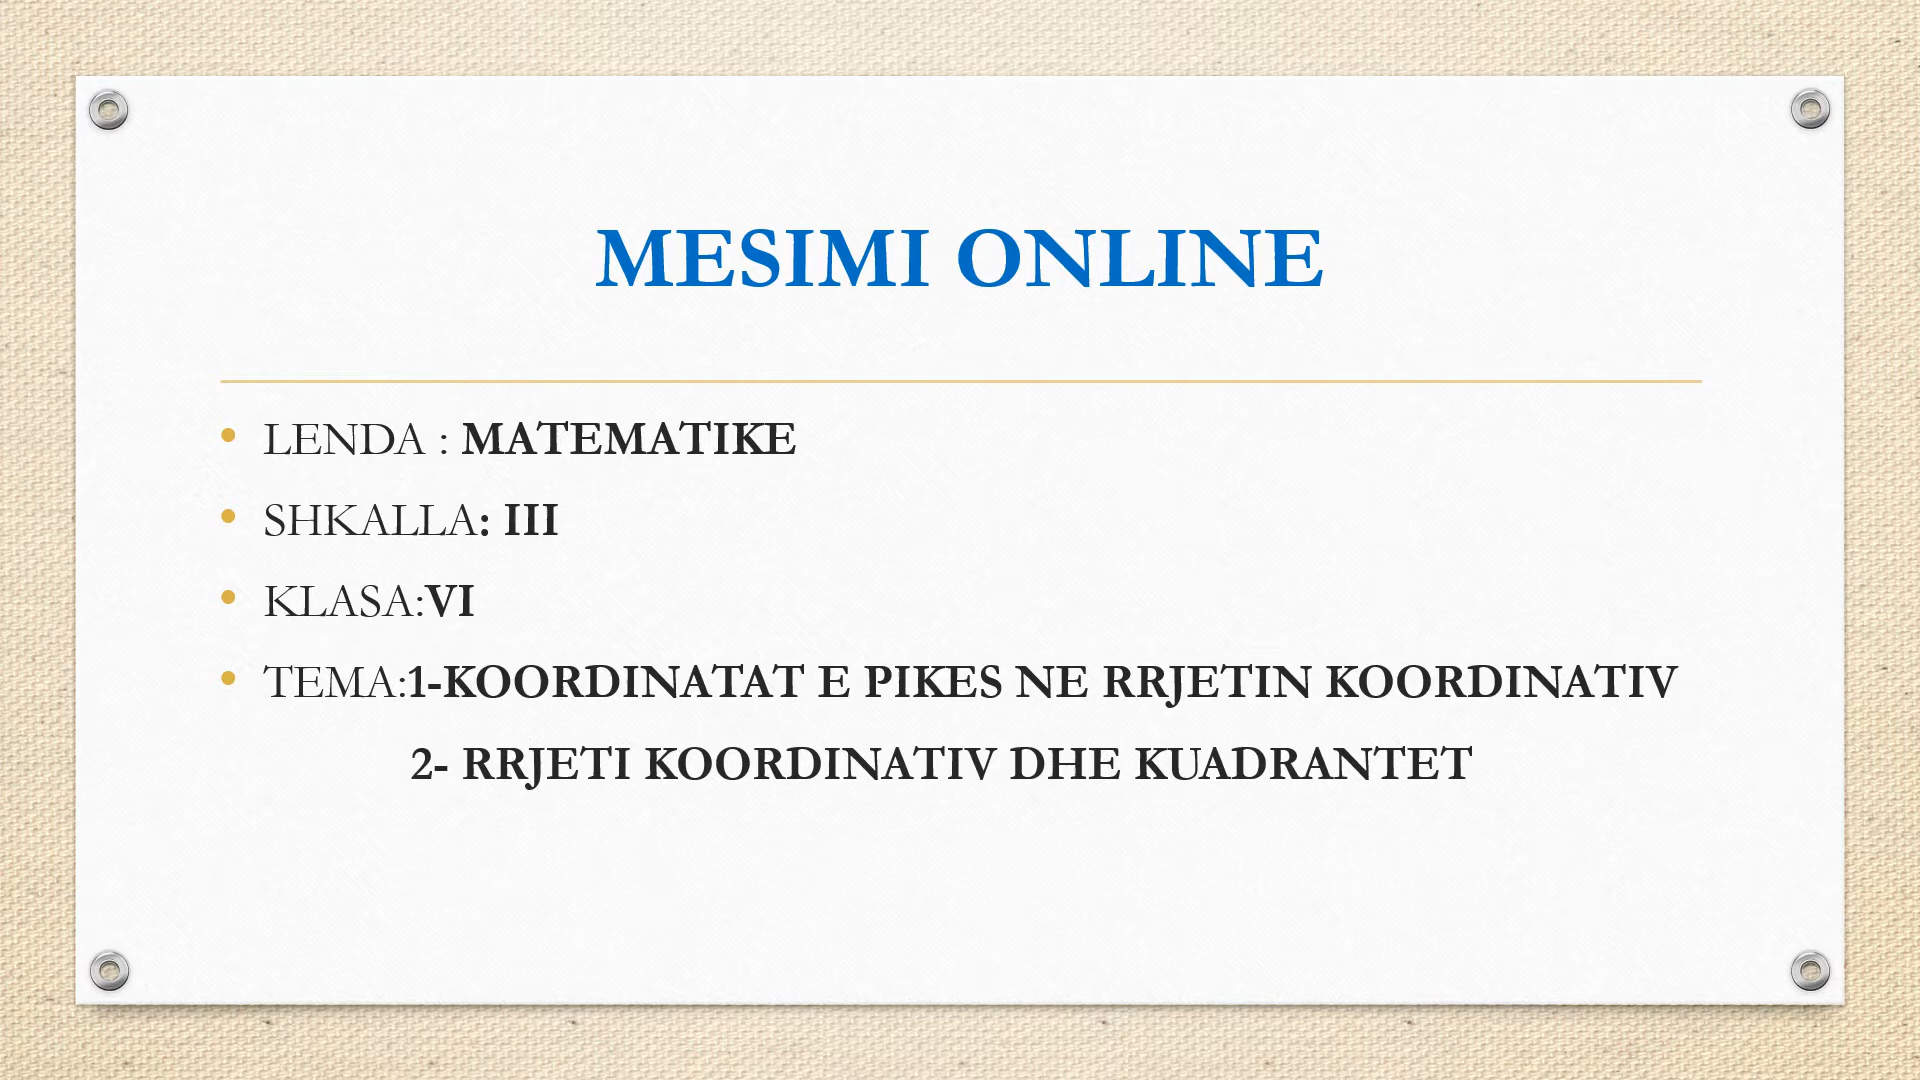 MESIMI ONLINE
• LENDA : MATEMATIKE
• SHKALLA: III
• KLASA:VI
• TEMA:1-KOORDINATAT E PIKES NE RRJETIN KOORDINATIV
2- RRJETI KOORDINATIV DHE KUADRANTET